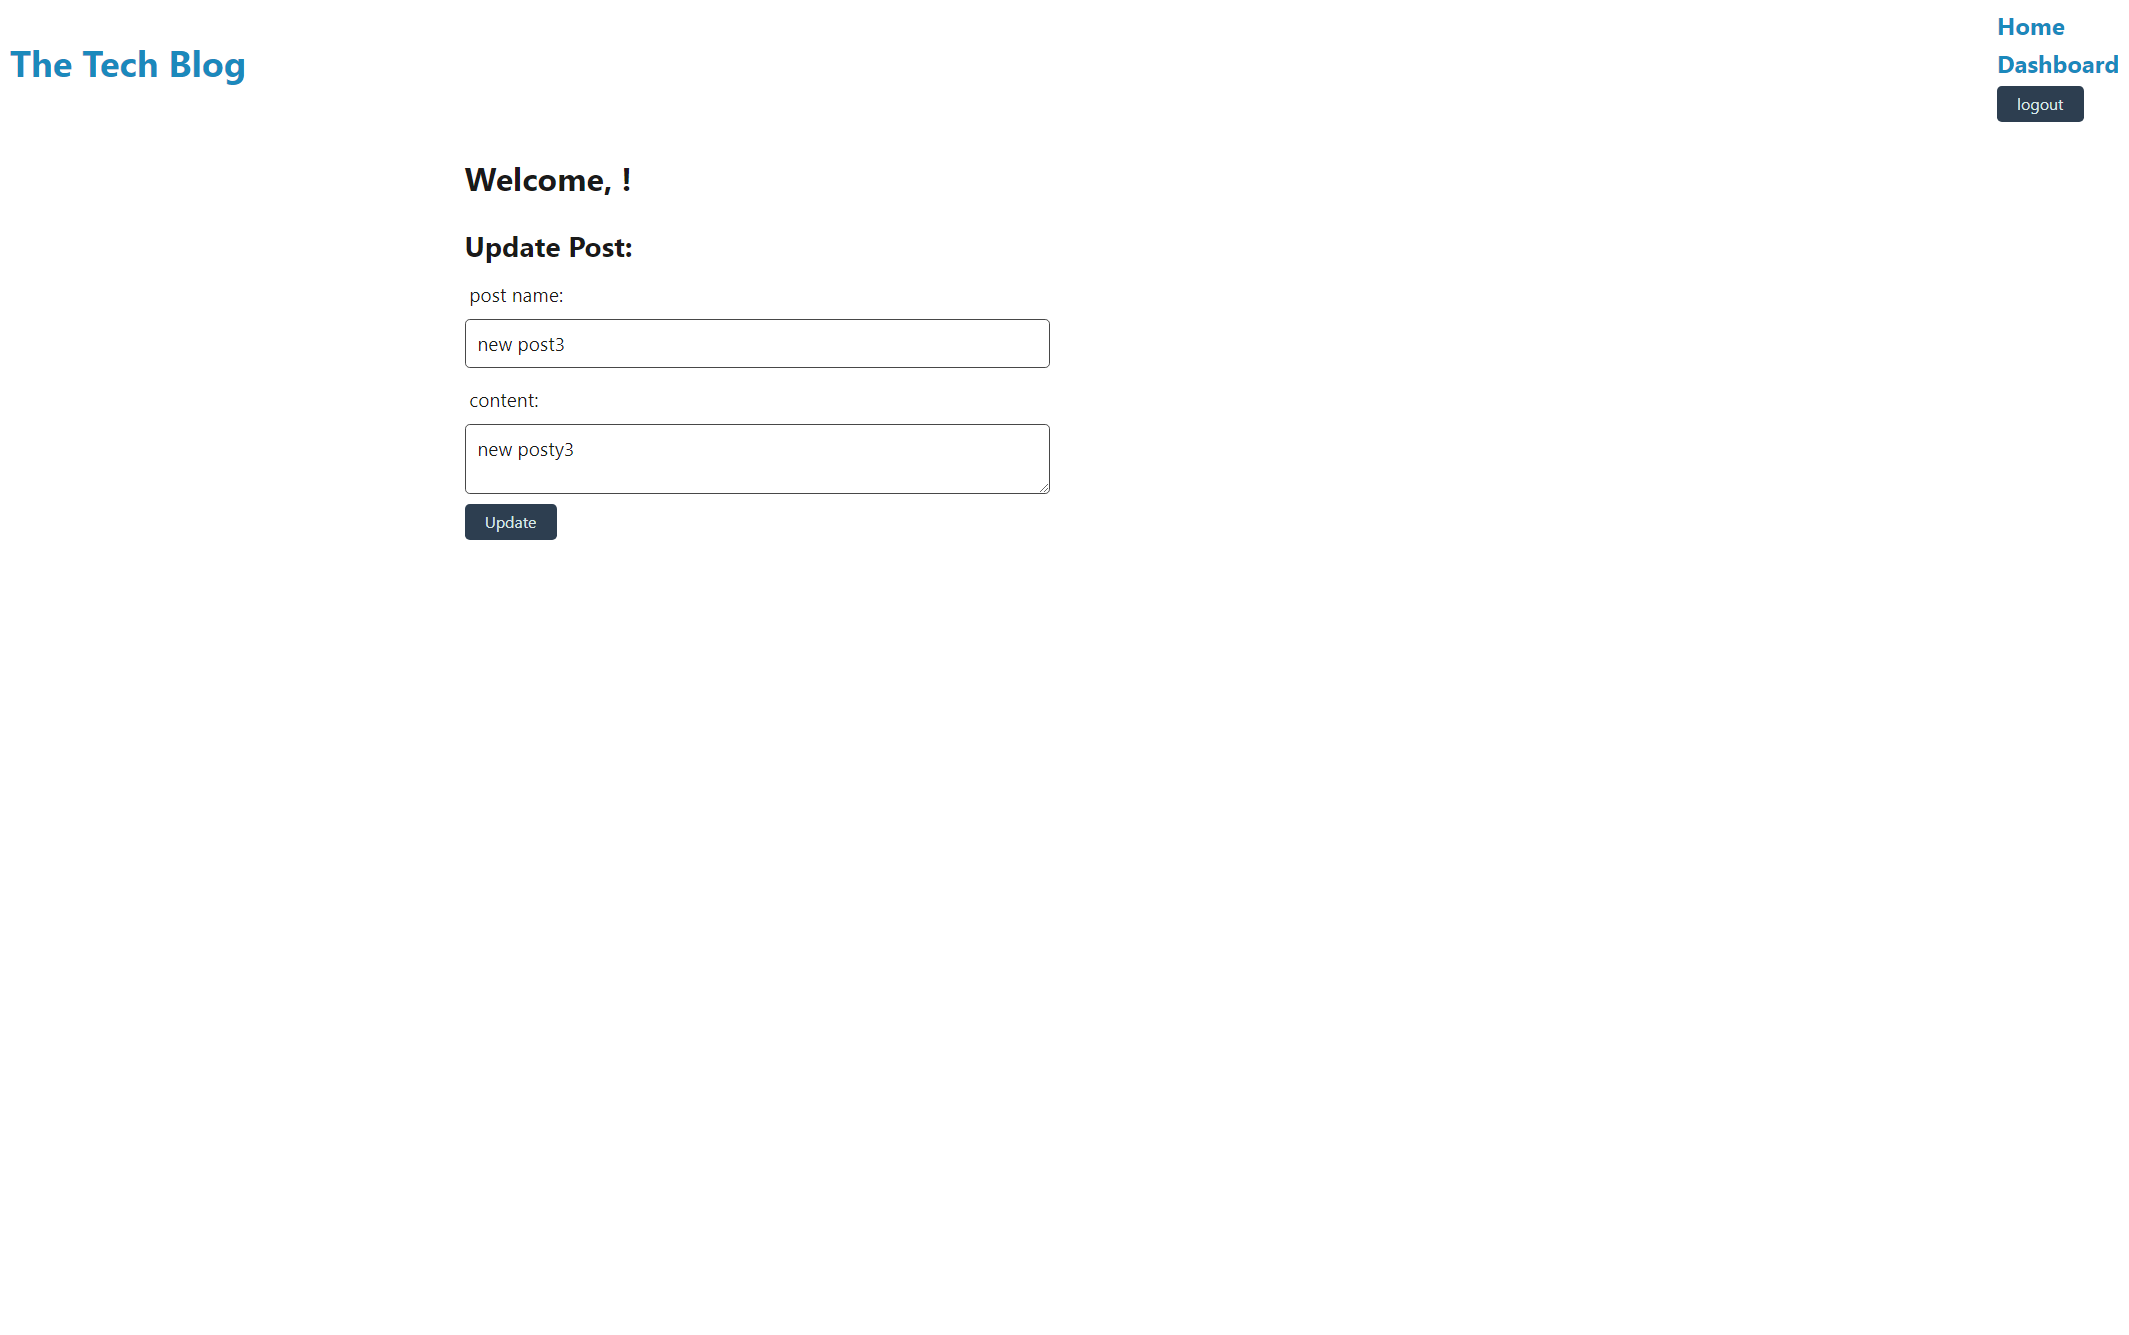 The Tech Blog
Home
Dashboard
logout
Welcome, !
Update Post:
post name:
new post3
content:
new posty3
Update